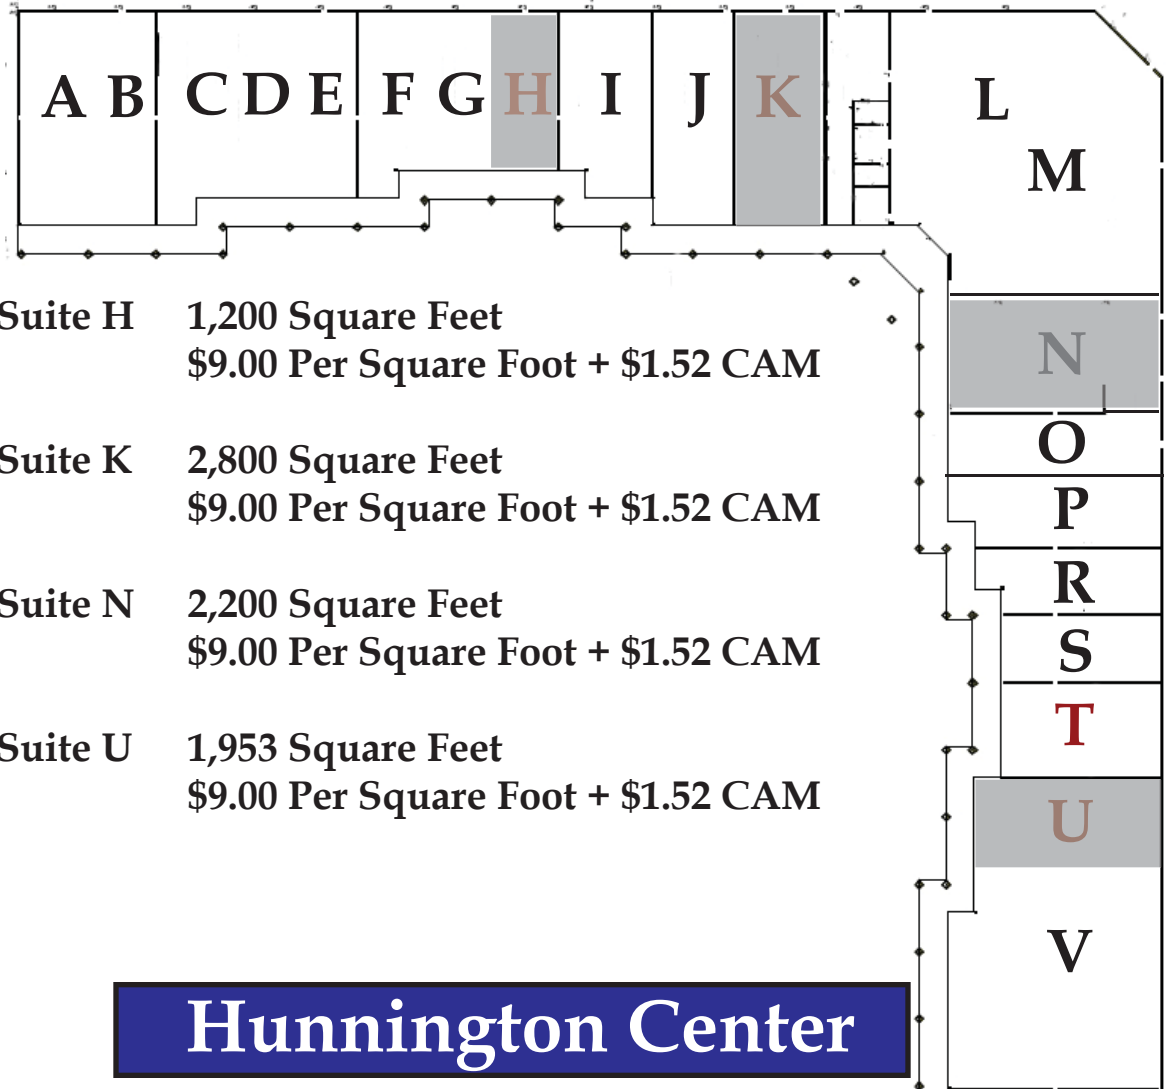 A B C D E F G H I J K L
M
Suite H 1,200 Square Feet
$9.00 Per Square Foot + $1.52 CAM
N
O
Suite K 2,800 Square Feet
$9.00 Per Square Foot + $1.52 CAM
P
R
Suite N 2,200 Square Feet
$9.00 Per Square Foot + $1.52 CAM
S
T
Suite U 1,953 Square Feet
$9.00 Per Square Foot + $1.52 CAM
U
V
Hunnington Center